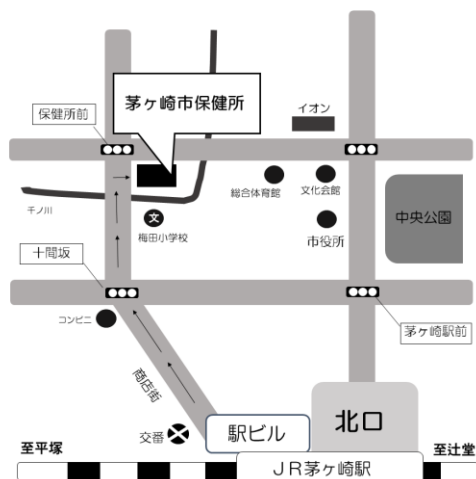 茅ヶ崎市保健所
イオン
保健所前
総合体育館
文化会館
千ノ川
文
梅田小学校
市役所
中央公園
十間坂
コンビニ
茅ヶ崎駅前
商店街
交番
駅ビル
北口
至平塚
至辻堂
JR茅ヶ崎駅